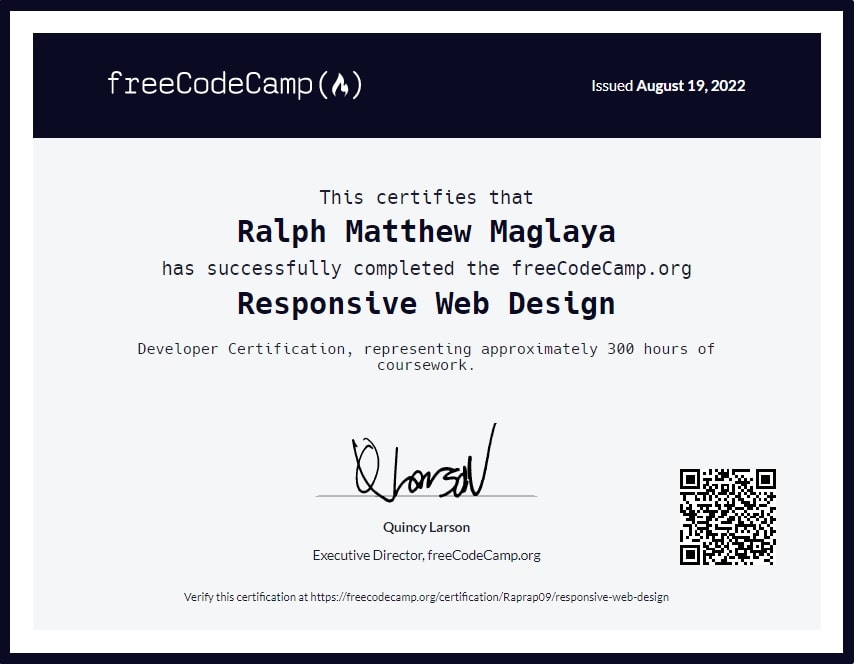 freeCodeCamp
Issued August 19, 2022
This certifies that
Ralph Matthew Maglaya
has successfully completed the freeCodeCamp.org
Responsive Web Design
Developer Certification, representing approximately 300 hours of
coursework.
Q Larson
Quincy Larson
Executive Director, freeCodeCamp.org
Verify this certification at https://freecodecamp.org/certification/Raprap09/responsive-web-design